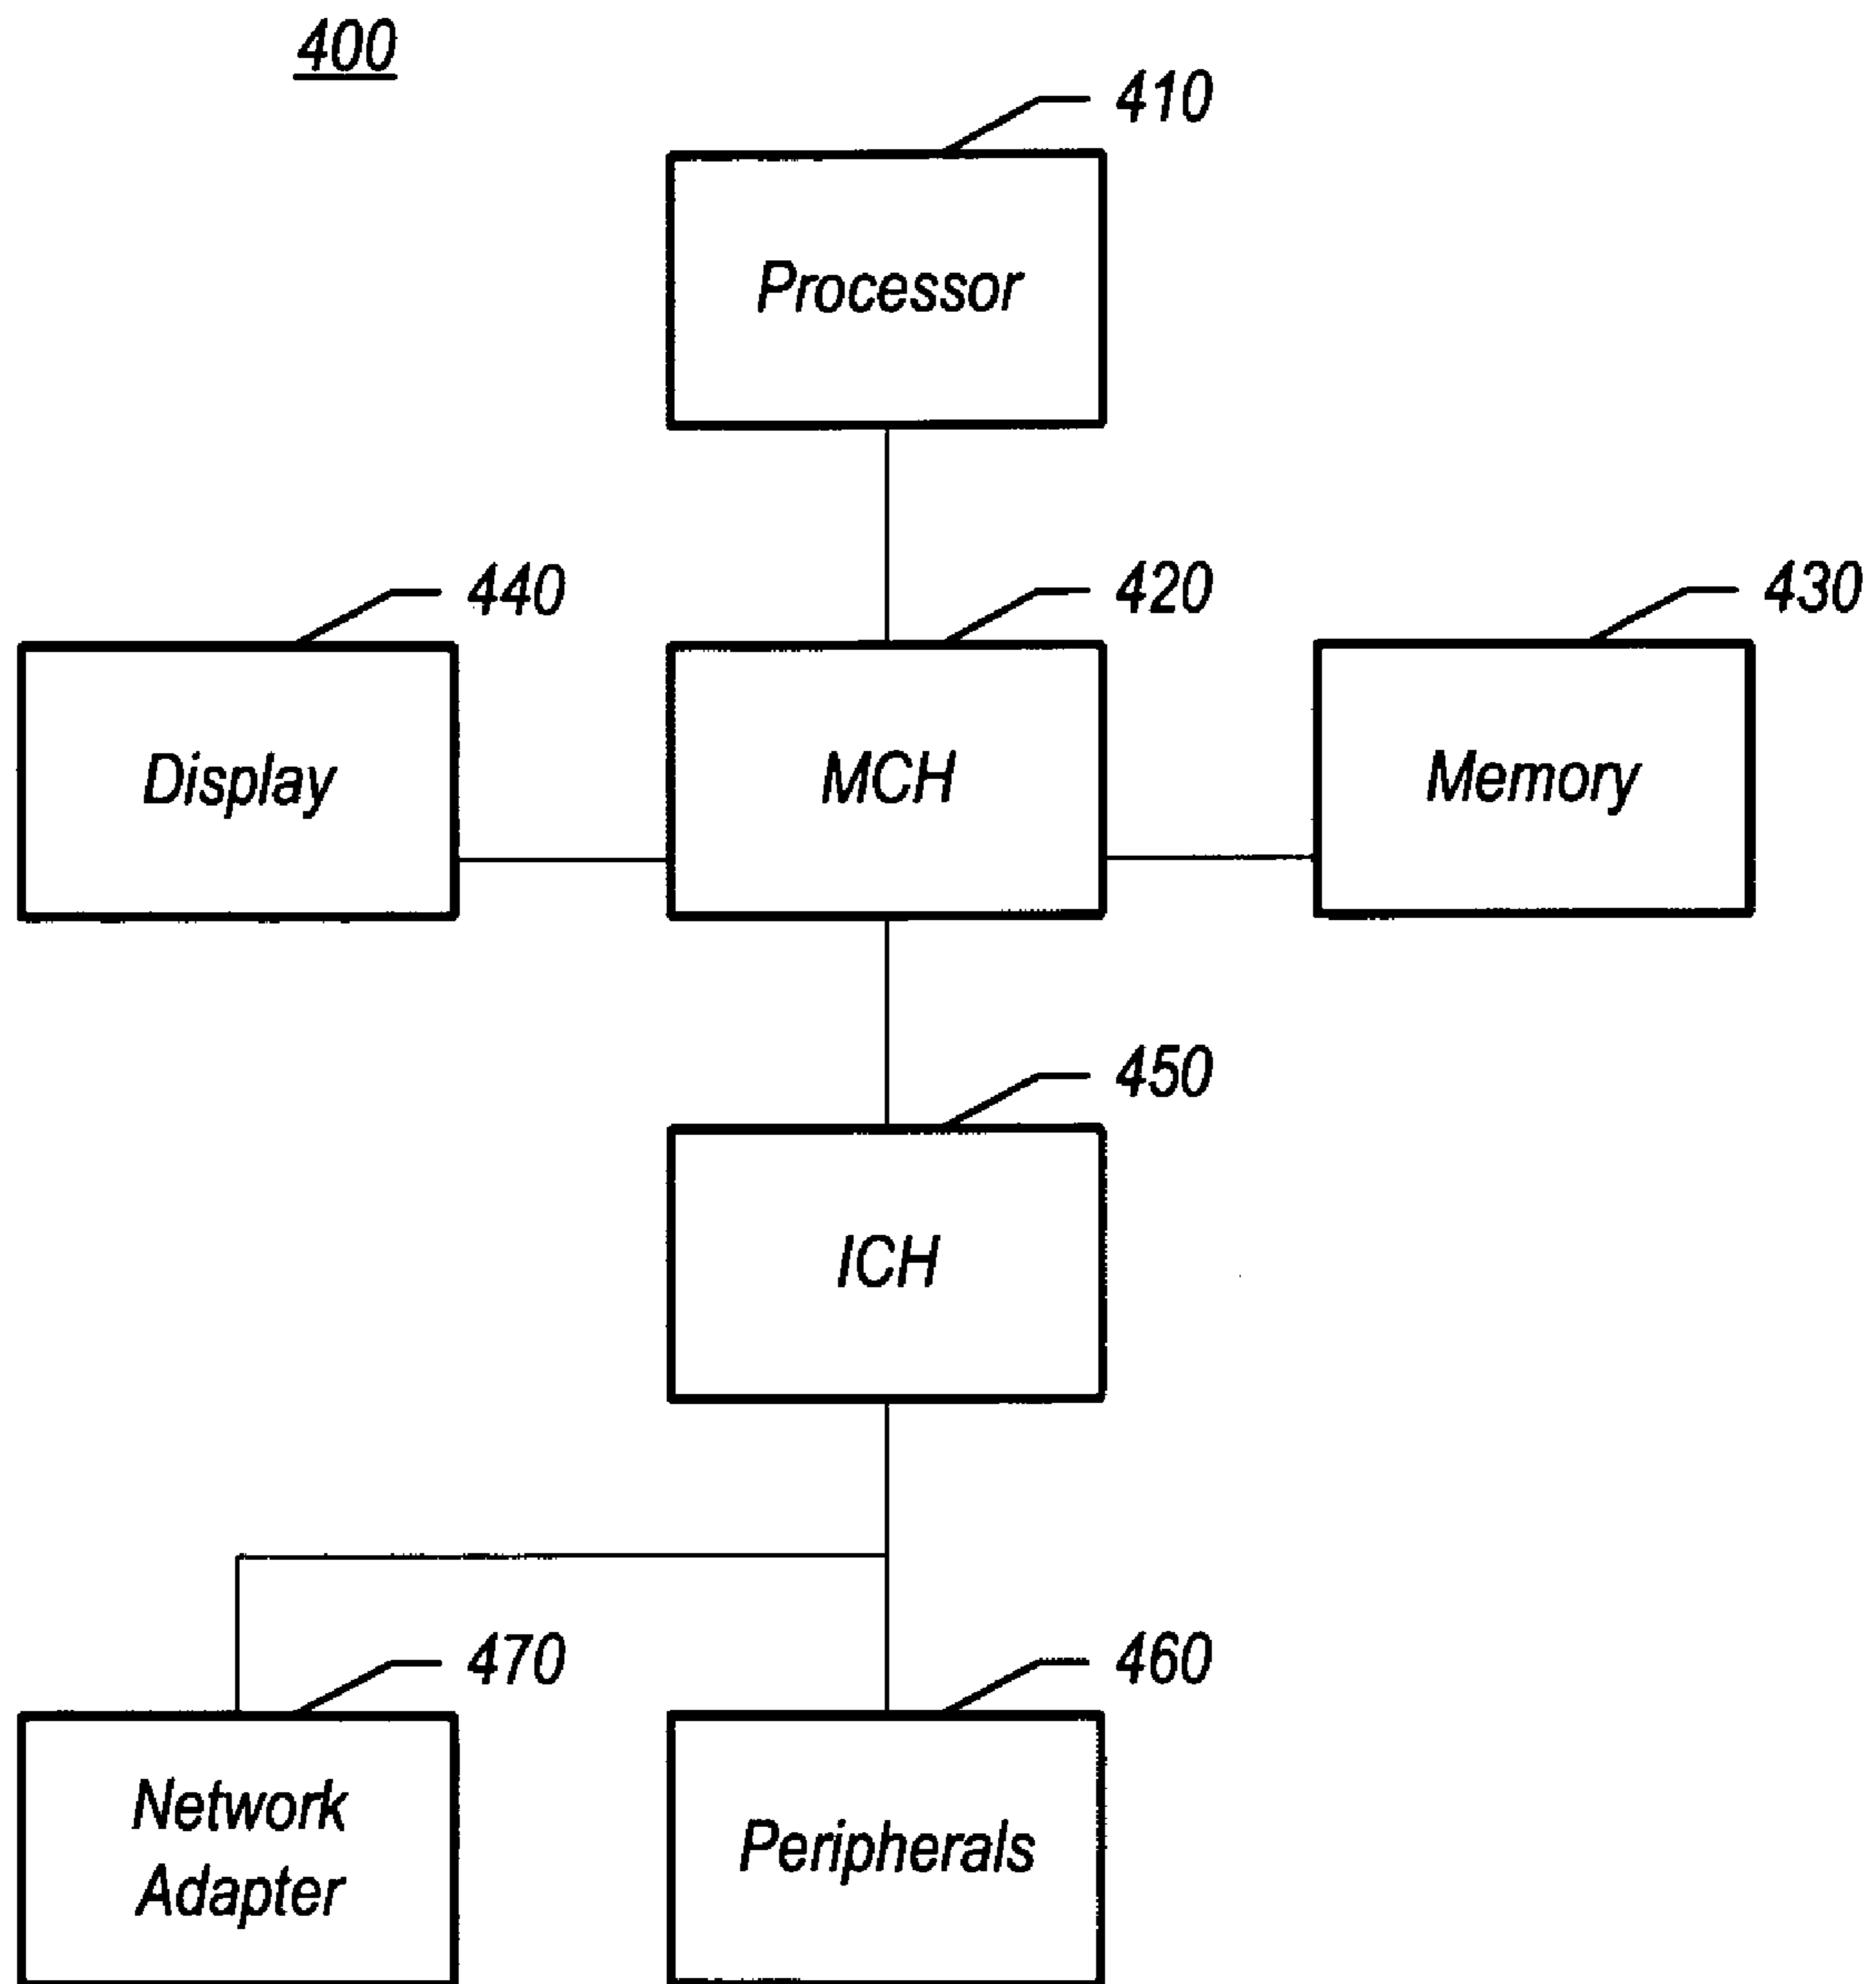 400
410
Processor
440
420
430
Display
MCH
Memory
450
ICH
470
460
Network
Adapter
Peripherals